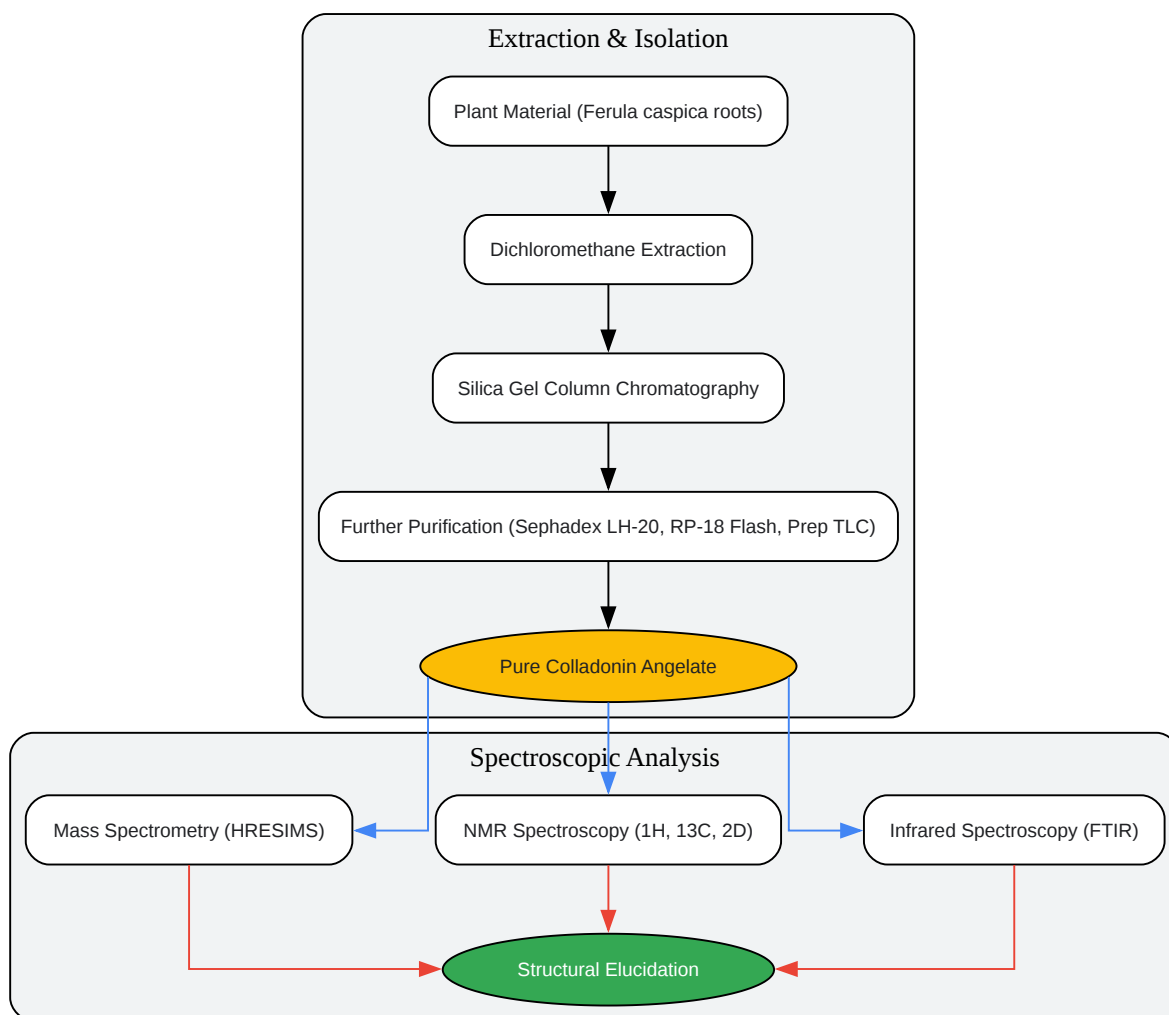 Extraction & Isolation
Plant Material (Ferula caspica roots)
Dichloromethane Extraction
Silica Gel Column Chromatography
Further Purification (Sephadex LH-20, RP-18 Flash, Prep TLC)
Pure Colladonin Angelate
Spectroscopic Analysis
Mass Spectrometry (HRESIMS)
NMR Spectroscopy (1H, 13C, 2D)
Infrared Spectroscopy (FTIR)
Structural Elucidation